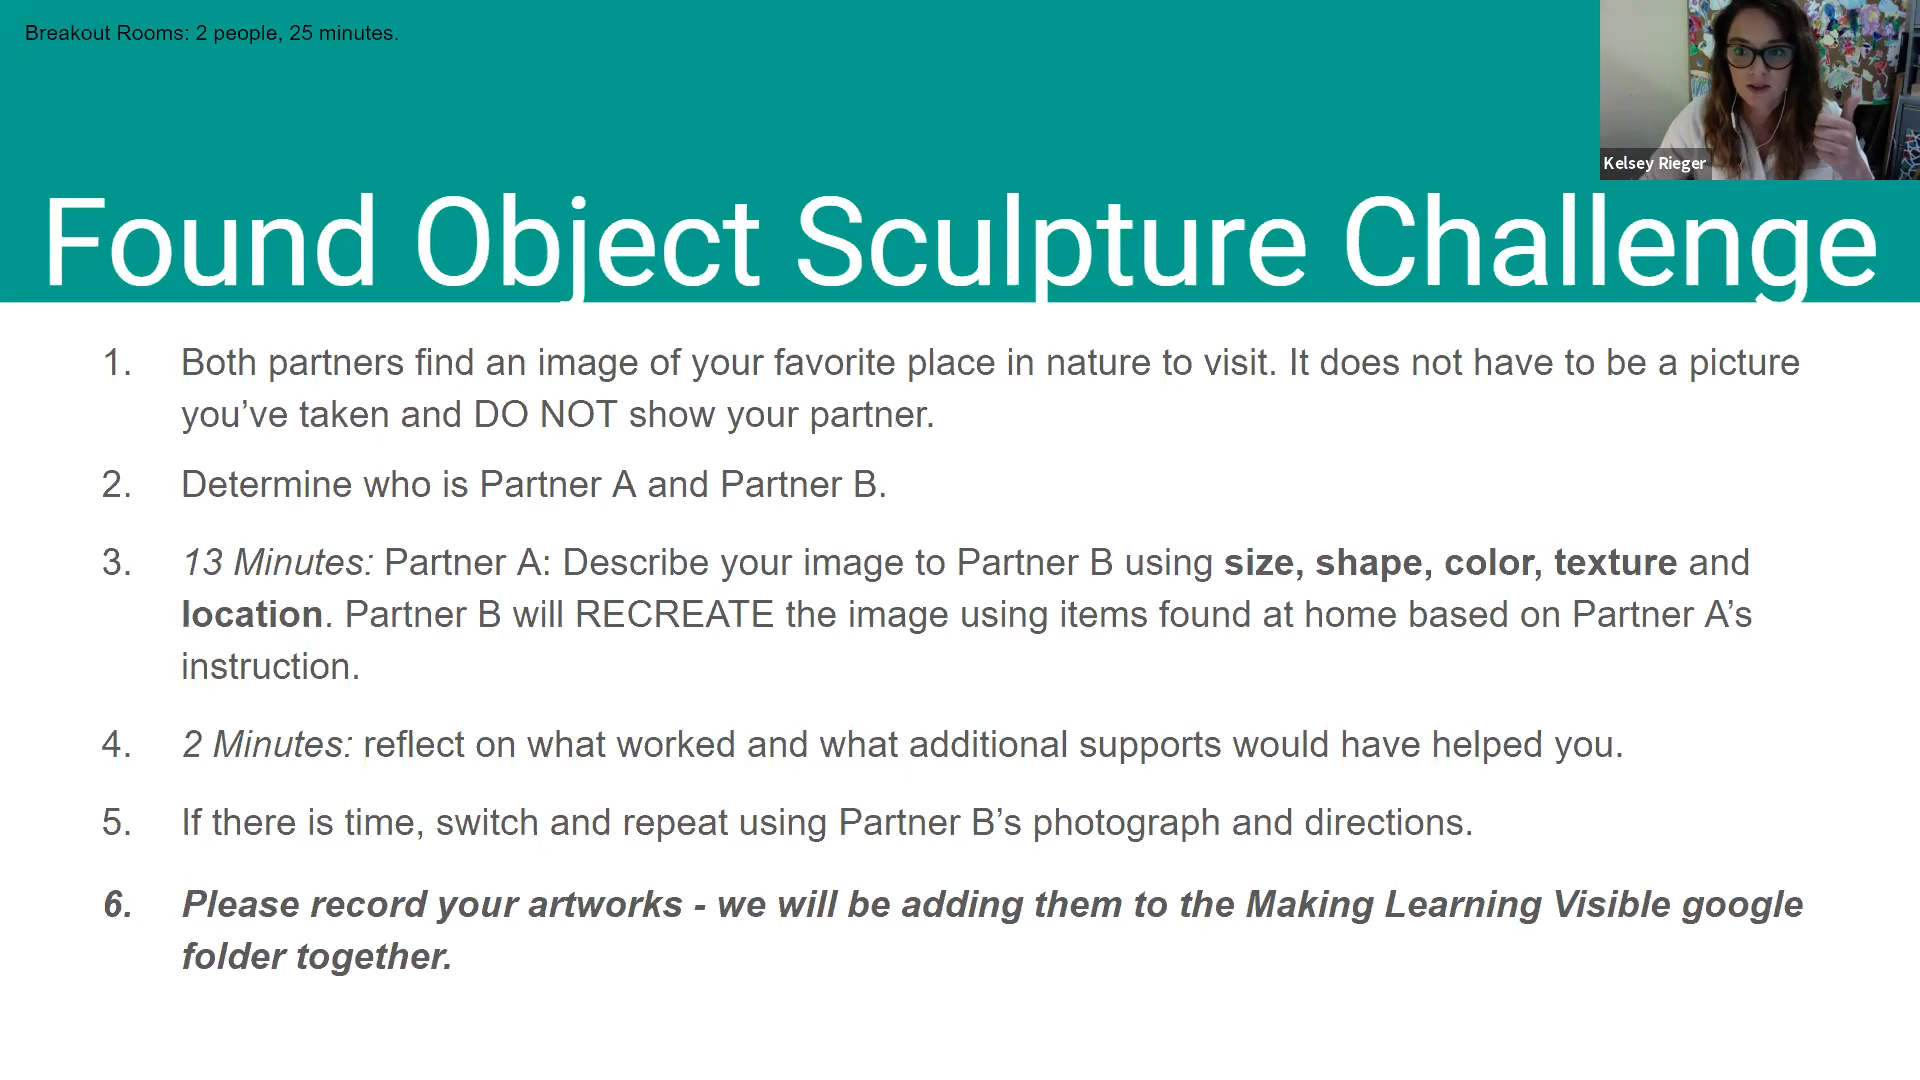 Breakout Rooms: 2 people, 25 minutes.
Kelsey Rieger
Found Object Sculpture Challenge
1. Both partners find an image of your favorite place in nature to visit. It does not have to be a picture
you’ve taken and DO NOT show your partner.
2. Determine who is Partner A and Partner B.
3. 13 Minutes: Partner A: Describe your image to Partner B using size, shape, color, texture and
location. Partner B will RECREATE the image using items found at home based on Partner A’s
instruction.
4. 2 Minutes: reflect on what worked and what additional supports would have helped you.
5. If there is time, switch and repeat using Partner B’s photograph and directions.
6. Please record your artworks - we will be adding them to the Making Learning Visible google
folder together.